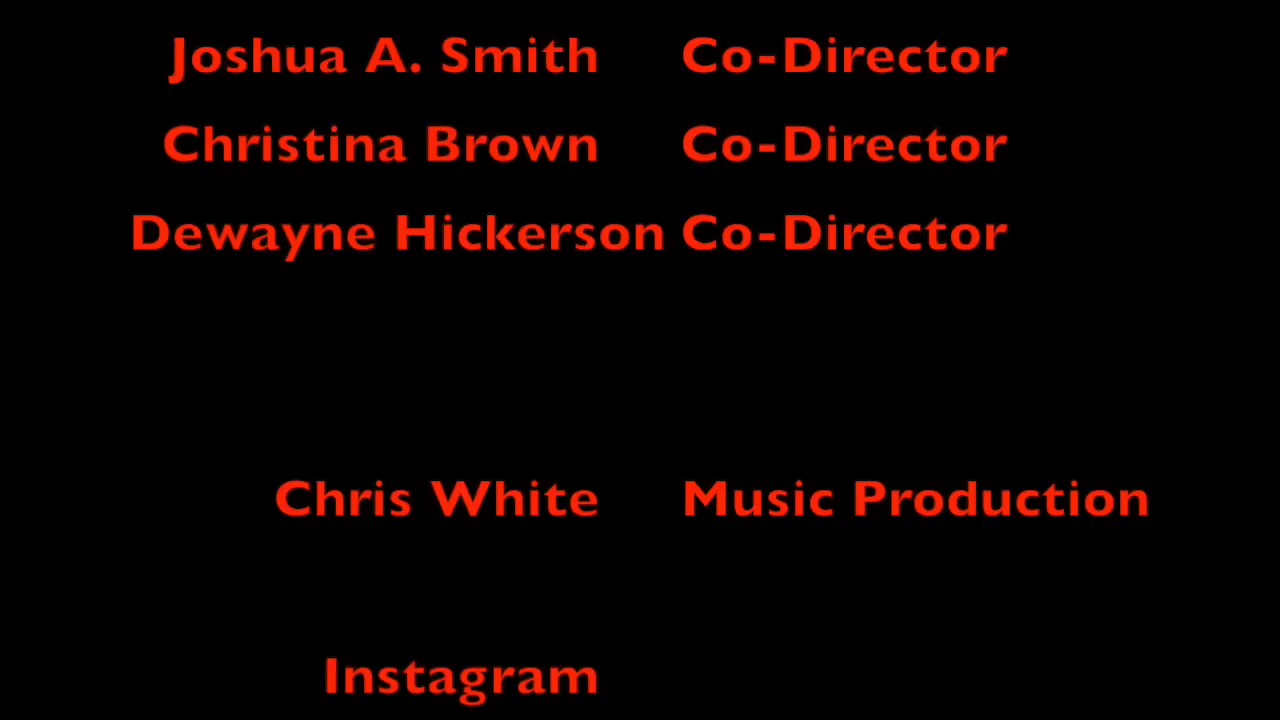 Joshua A. Smith Co-Director
Christina Brown Co-Director
Dewayne Hickerson Co-Director
Chris White Music Production
Instagram